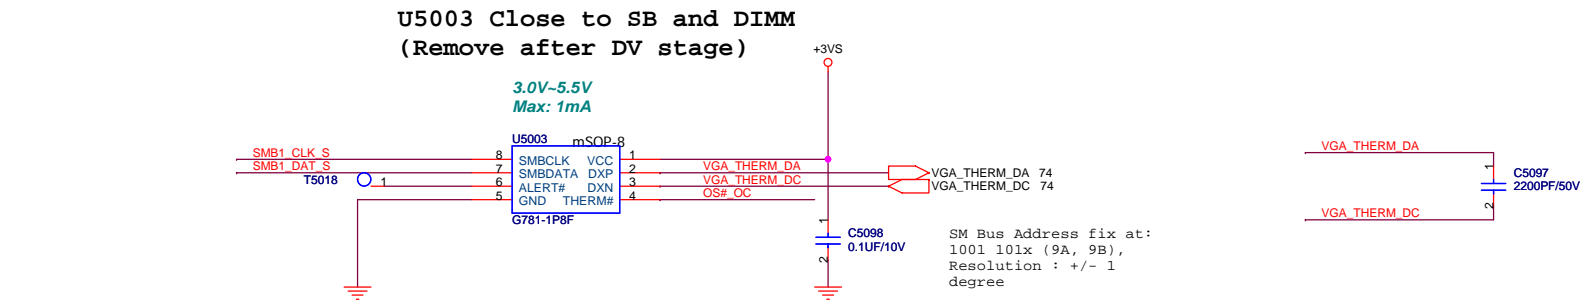 U5003 Close to SB and DIMM
(Remove after DV stage)
+3VS
3.0V~5.5V
Max: 1mA
U5003
mSOP-8
SMB1_CLK_S
8
SMBCLK
VCC
1
SMB1_DAT_S
7
SMBDATA
DXP
2
VGA_THERM_DA
VGA_THERM_DA 74
T5018
1
6
ALERT#
DXN
3
VGA_THERM_DC
VGA_THERM_DC 74
5
GND
THERM#
4
OS#_OC
G781-1P8F
1
C5098
0.1UF/10V
2
SM Bus Address fix at:
1001 101x (9A, 9B),
Resolution : +/- 1
degree
VGA_THERM_DA
1
C5097
2200PF/50V
2
VGA_THERM_DC